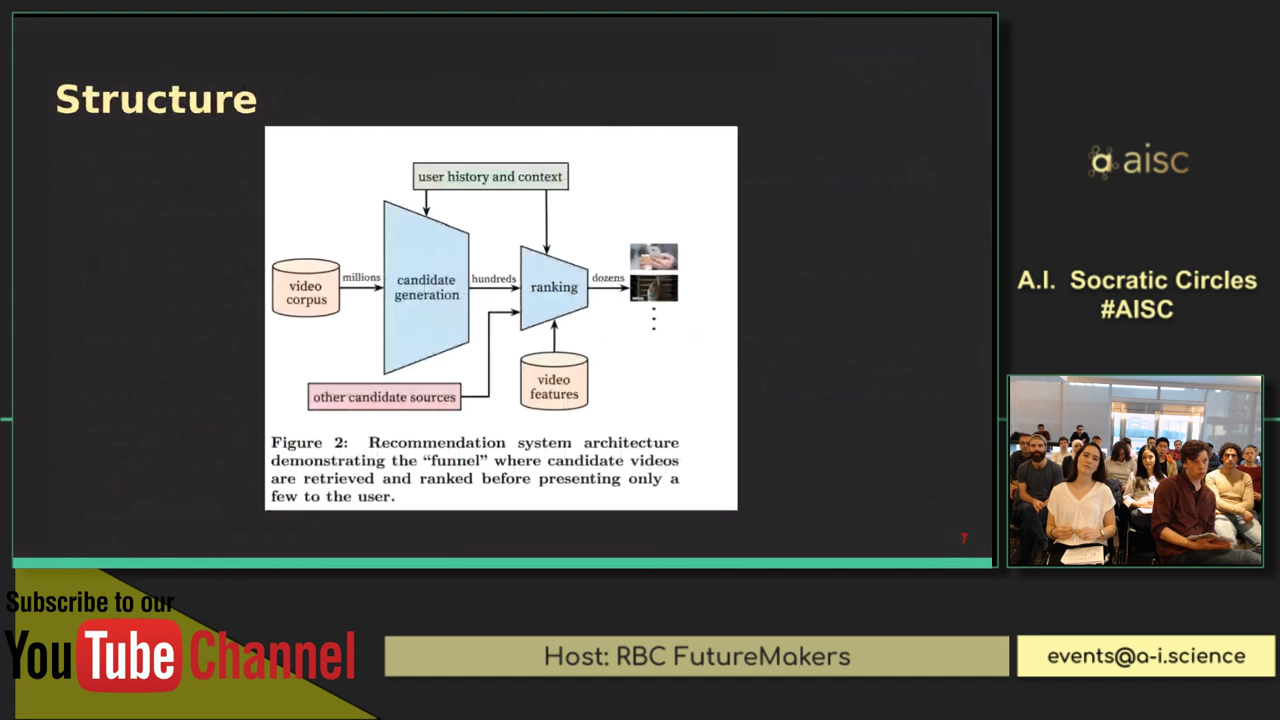 Structure
user history and context
video
corpus
millions
candidate
generation
hundreds
ranking
dozens
other candidate sources
video
features
Figure 2: Recommendation system architecture
demonstrating the “funnel” where candidate videos
are retrieved and ranked before presenting only a
few to the user.
7
aisc
A.I. Socratic Circles
#AISC
Subscribe to our
YouTube Channel
Host: RBC FutureMakers
events@a-i.science